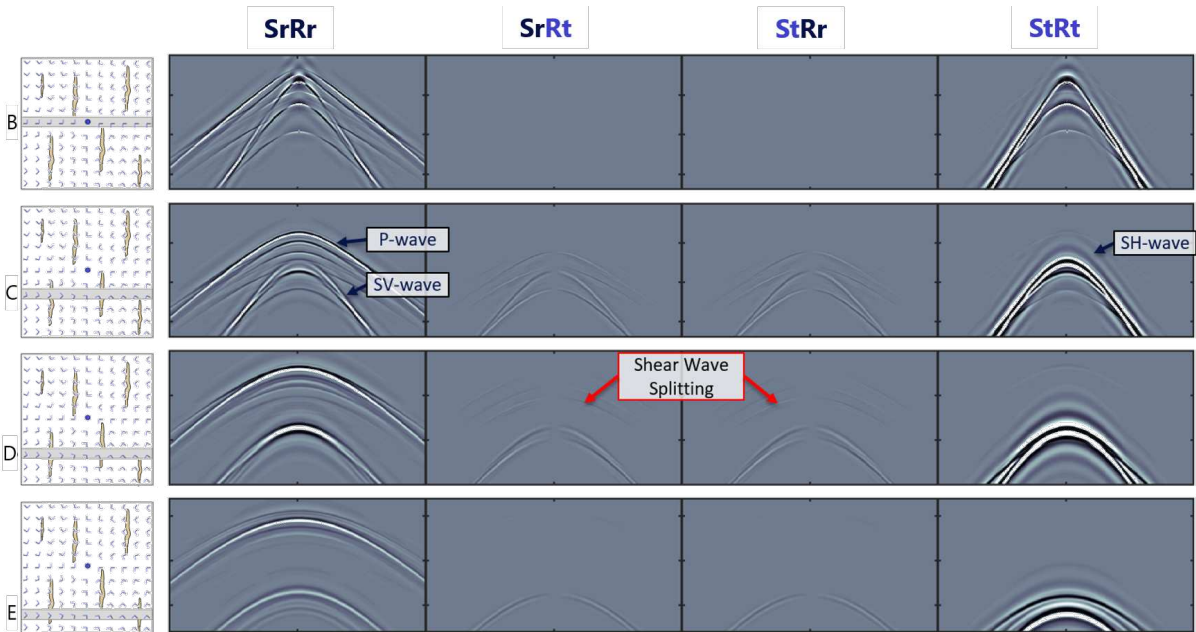 SrRr
SrRt
StRr
StRt
B
C
P-wave
SV-wave
SH-wave
D
Shear Wave
Splitting
E